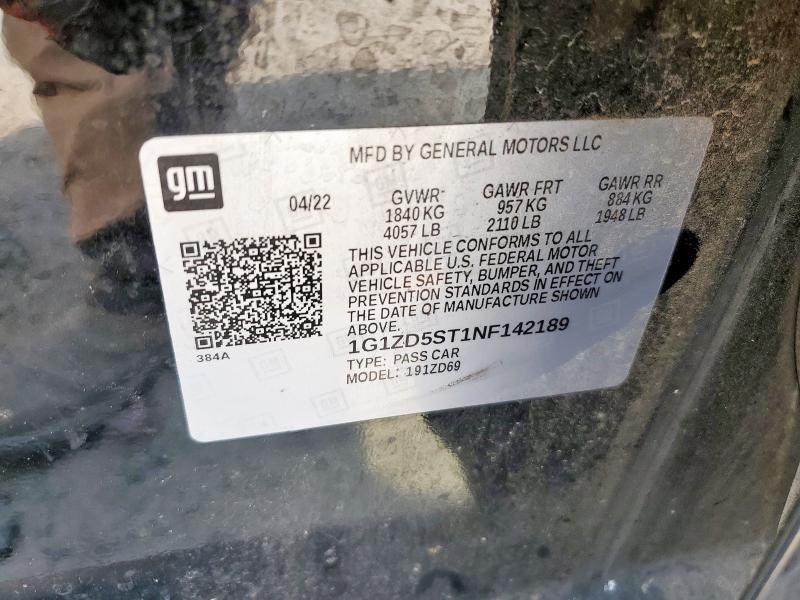 gm
MFD BY GENERAL MOTORS LLC
04/22
GVWR
1840 KG
4057 LB
GAWR FRT
957 KG
2110 LB
GAWR RR
884 KG
1948 LB
THIS VEHICLE CONFORMS TO ALL
APPLICABLE U.S. FEDERAL MOTOR
VEHICLE SAFETY, BUMPER, AND THEFT
PREVENTION STANDARDS IN EFFECT ON
THE DATE OF MANUFACTURE SHOWN
ABOVE.
384A
1G1ZD5ST1NF142189
TYPE: PASS CAR
MODEL: 191ZD69